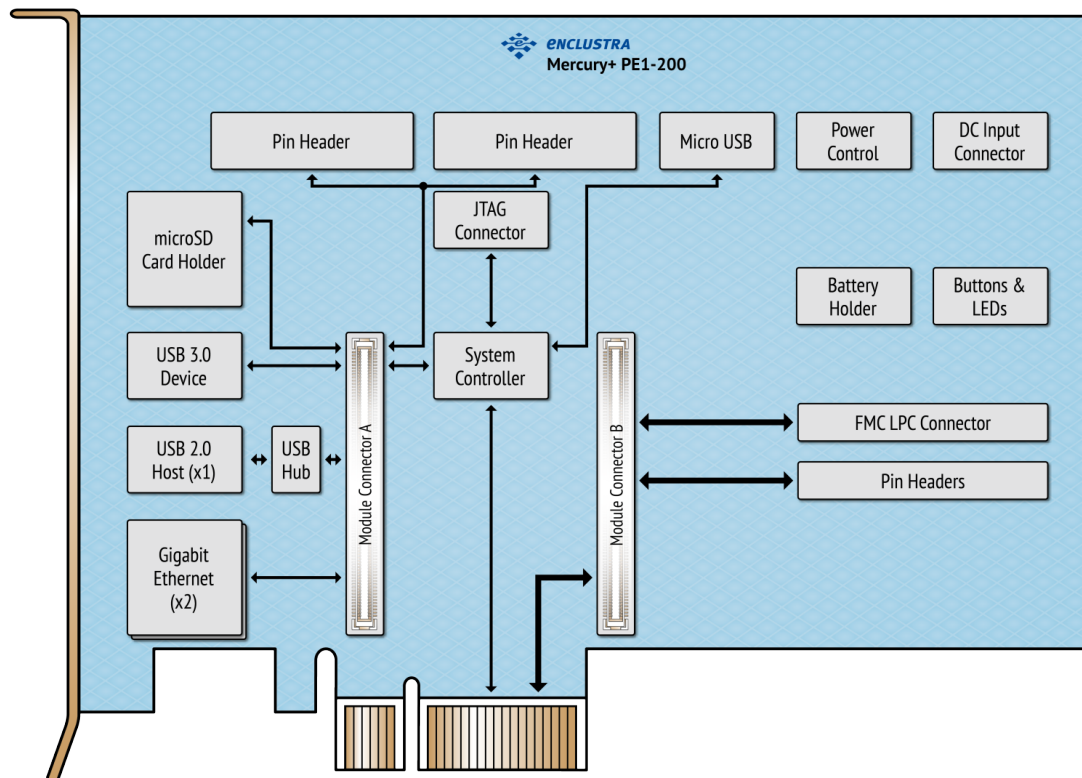 enclustra
Mercury+ PE1-200
Pin Header
Pin Header
Micro USB
Power
Control
DC Input
Connector
microSD
Card Holder
JTAG
Connector
Battery
Holder
Buttons &
LEDs
USB 3.0
Device
System
Controller
Module Connector A
Module Connector B
FMC LPC Connector
USB 2.0
Host (x1)
USB
Hub
Pin Headers
Gigabit
Ethernet
(x2)